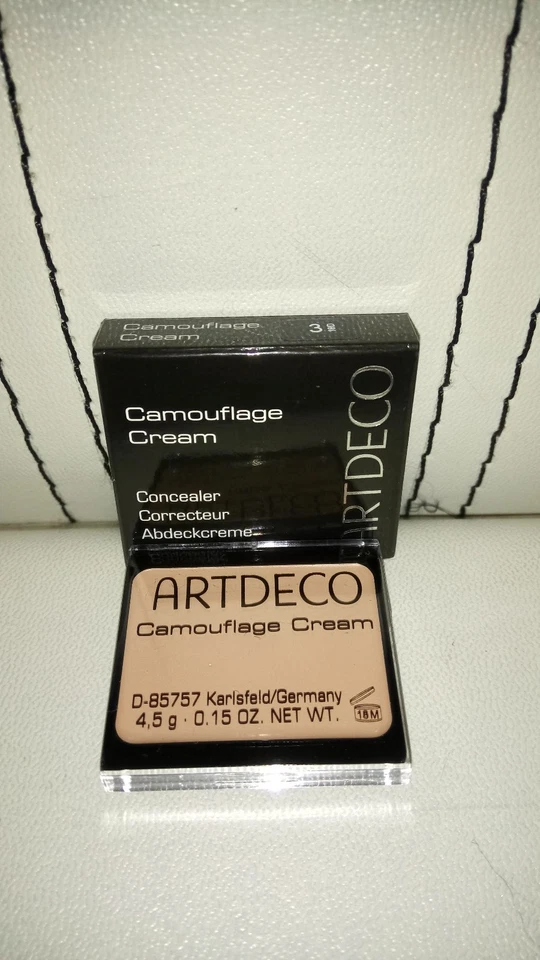 Camouflage
Cream
3
Camouflage
Cream
Concealer
Correcteur
Abdeckcreme
ARTDECO
ARTDECO
Camouflage Cream
D-85757 Karlsfeld/Germany
4,5 g · 0.15 OZ. NET WT.
18M